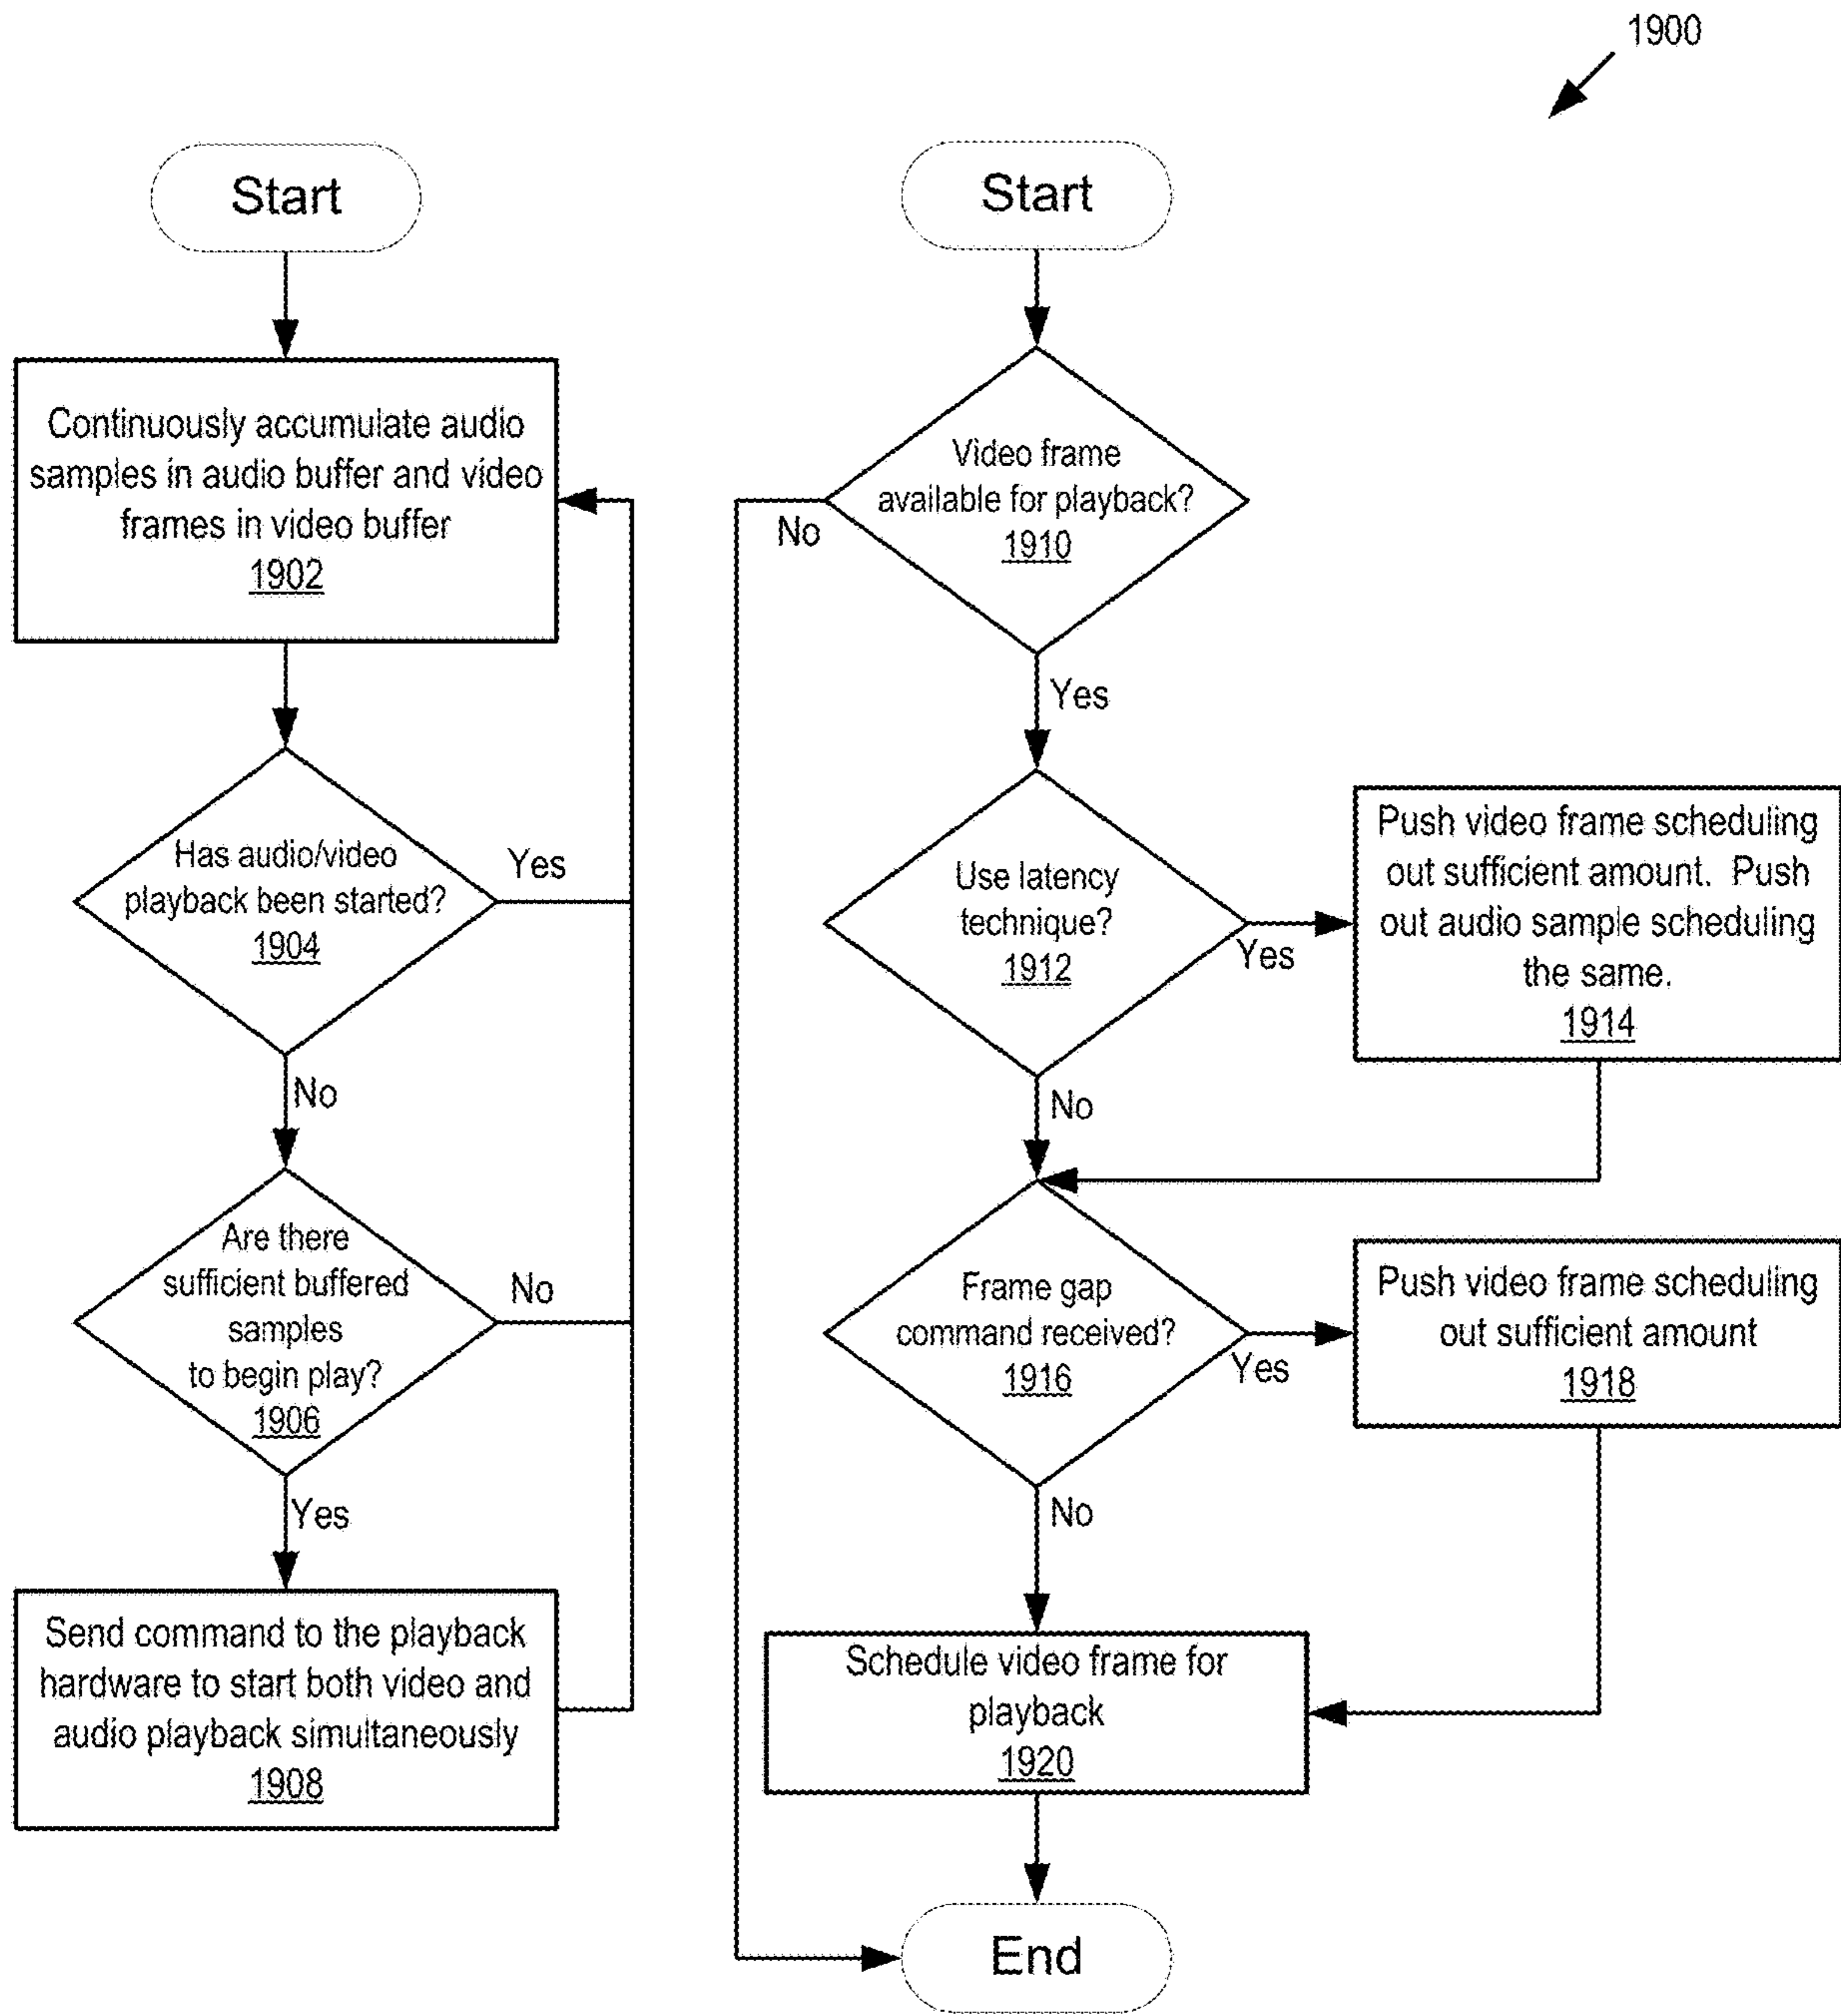 1900
Start
Continuously accumulate audio
samples in audio buffer and video
frames in video buffer
1902
Has audio/video
playback been started?
1904
Yes
No
Are there
sufficient buffered
samples
to begin play?
1906
No
Yes
Send command to the playback
hardware to start both video and
audio playback simultaneously
1908
Start
Video frame
available for playback?
1910
No
Yes
Use latency
technique?
1912
Yes
Push video frame scheduling
out sufficient amount. Push
out audio sample scheduling
the same.
1914
No
Frame gap
command received?
1916
Yes
Push video frame scheduling
out sufficient amount
1918
No
Schedule video frame for
playback
1920
End